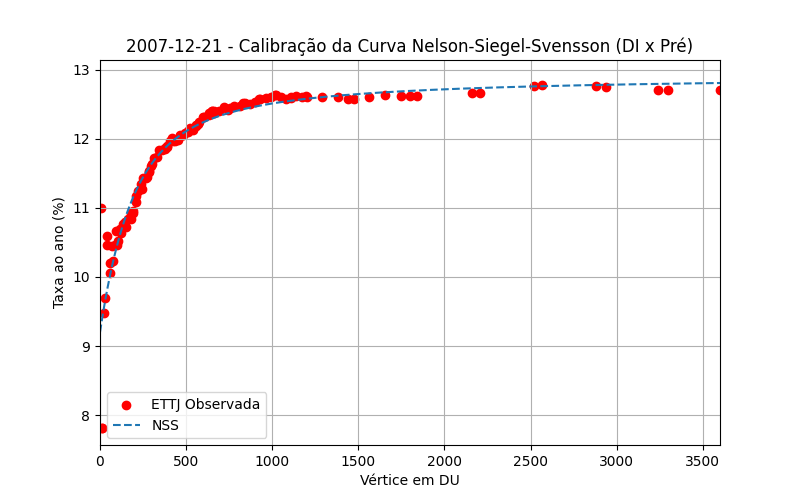 2007-12-21 - Calibração da Curva Nelson-Siegel-Svensson (DI x Pré)
Taxa ao ano (%)
13
12
11
10
9
8
ETTJ Observada
NSS
0 500 1000 1500 2000 2500 3000 3500
Vértice em DU